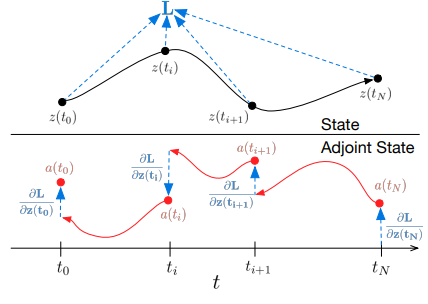 L
z(t_i)
z(t_N)
z(t_0)
z(t_{i+1})
State
Adjoint State
a(t_0)
a(t_{i+1})
∂L/∂z(t_i)
∂L/∂z(t_0)
∂L/∂z(t_{i+1})
a(t_N)
a(t_i)
∂L/∂z(t_N)
t_0
t_i
t_{i+1}
t_N
t